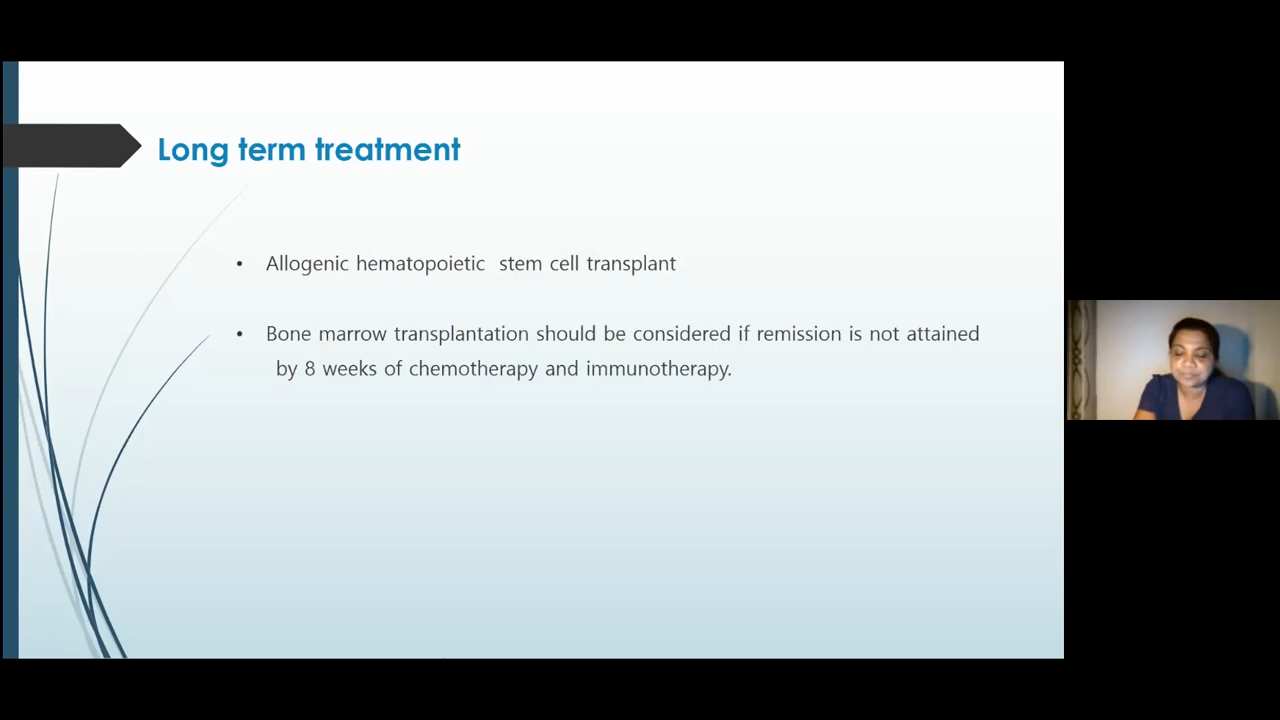 Long term treatment
• Allogenic hematopoietic stem cell transplant
• Bone marrow transplantation should be considered if remission is not attained
by 8 weeks of chemotherapy and immunotherapy.